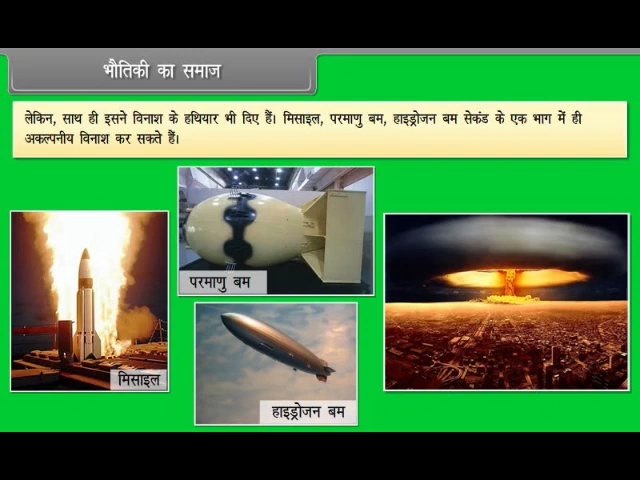 भौतिकी का समाज
लेकिन, साथ ही इसने विनाश के हथियार भी दिए हैं। मिसाइल, परमाणु बम, हाइड्रोजन बम सेकंड के एक भाग में ही
अकल्पनीय विनाश कर सकते हैं।
परमाणु बम
मिसाइल
हाइड्रोजन बम